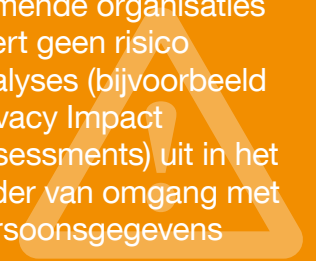 mende organisaties
ert geen risico
alyses (bijvoorbeeld
vacy Impact
sessments) uit in het
der van omgang met
rsoonsgegevens